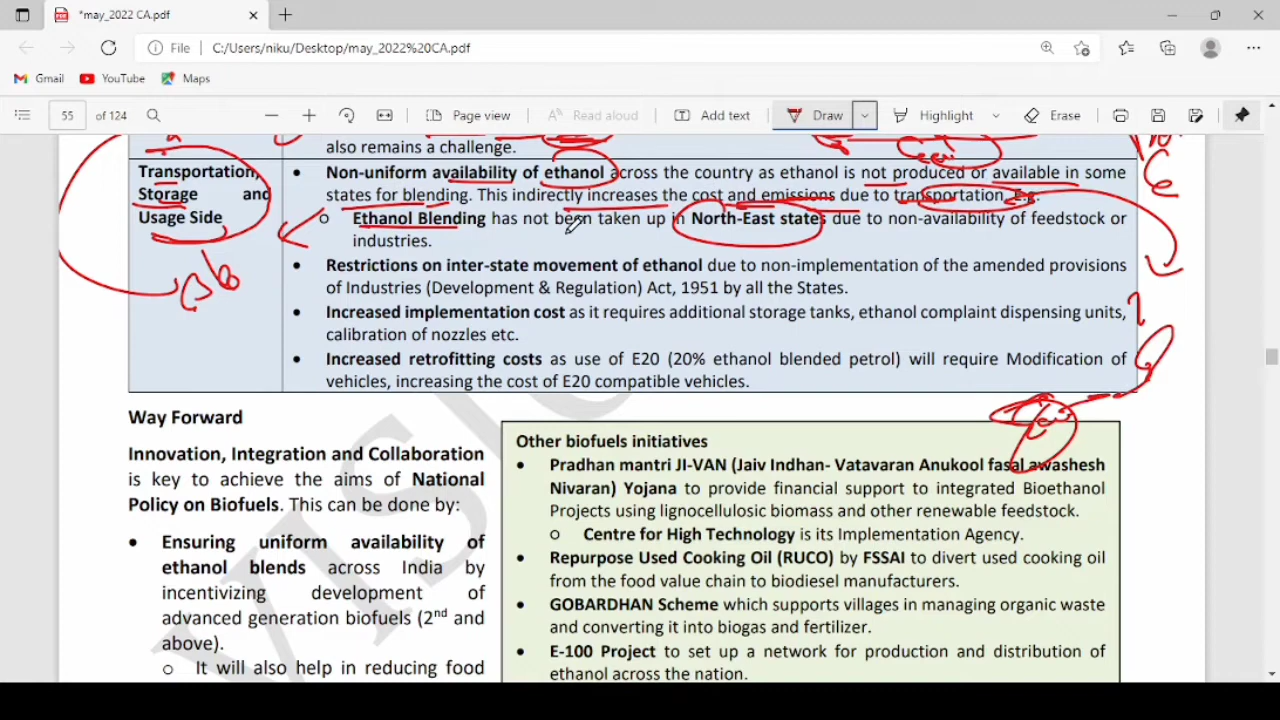 *may_2022 CA.pdf
File C:/Users/niku/Desktop/may_2022%20CA.pdf
Gmail YouTube Maps
55 of 124 Page view Read aloud Add text Draw Highlight Erase
also remains a challenge.
Transportation,
Storage and
Usage Side
• Non-uniform availability of ethanol across the country as ethanol is not produced or available in some
states for blending. This indirectly increases the cost and emissions due to transportation. E.g.
o Ethanol Blending has not been taken up in North-East states due to non-availability of feedstock or
industries.
• Restrictions on inter-state movement of ethanol due to non-implementation of the amended provisions
of Industries (Development & Regulation) Act, 1951 by all the States.
• Increased implementation cost as it requires additional storage tanks, ethanol complaint dispensing units,
calibration of nozzles etc.
• Increased retrofitting costs as use of E20 (20% ethanol blended petrol) will require Modification of
vehicles, increasing the cost of E20 compatible vehicles.
Way Forward
Innovation, Integration and Collaboration
is key to achieve the aims of National
Policy on Biofuels. This can be done by:
• Ensuring uniform availability of
ethanol blends across India by
incentivizing development of
advanced generation biofuels (2nd and
above).
o It will also help in reducing food
Other biofuels initiatives
• Pradhan mantri JI-VAN (Jaiv Indhan- Vatavaran Anukool fasal awashesh
Nivaran) Yojana to provide financial support to integrated Bioethanol
Projects using lignocellulosic biomass and other renewable feedstock.
o Centre for High Technology is its Implementation Agency.
• Repurpose Used Cooking Oil (RUCO) by FSSAI to divert used cooking oil
from the food value chain to biodiesel manufacturers.
• GOBARDHAN Scheme which supports villages in managing organic waste
and converting it into biogas and fertilizer.
• E-100 Project to set up a network for production and distribution of
ethanol across the nation.